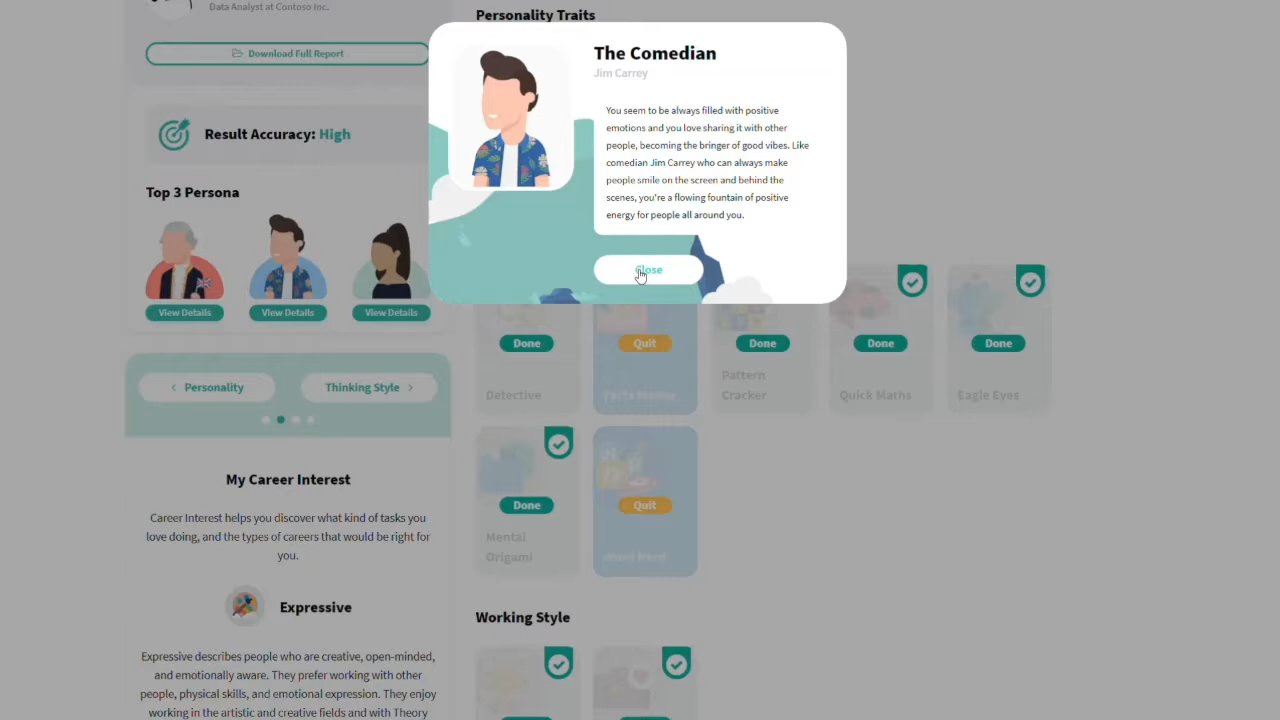 Data Analyst at Contoso Inc.
Download Full Report
Result Accuracy: High
Top 3 Persona
View Details
View Details
View Details
Personality
Thinking Style
My Career Interest
Career Interest helps you discover what kind of tasks you
love doing, and the types of careers that would be right for
you.
Expressive
Expressive describes people who are creative, open-minded,
and emotionally aware. They prefer working with other
people, physical skills, and emotional expression. They enjoy
working in the artistic and creative fields and with Theory
Personality Traits
The Comedian
Jim Carrey
You seem to be always filled with positive
emotions and you love sharing it with other
people, becoming the bringer of good vibes. Like
comedian Jim Carrey who can always make
people smile on the screen and behind the
scenes, you're a flowing fountain of positive
energy for people all around you.
Close
Done
Quit
Done
Done
Done
Detective
Pattern
Cracker
Quick Maths
Eagle Eyes
Done
Quit
Mental
Origami
Word Nerd
Working Style